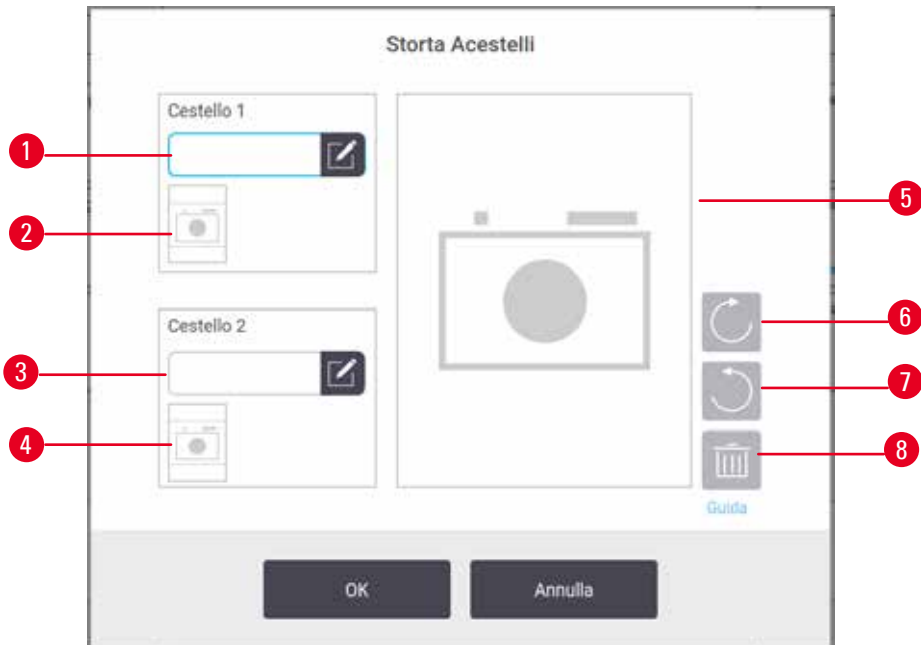 Storta Acestelli
Cestello 1
1
2
5
6
Cestello 2
3
7
4
8
Guida
OK
Annulla